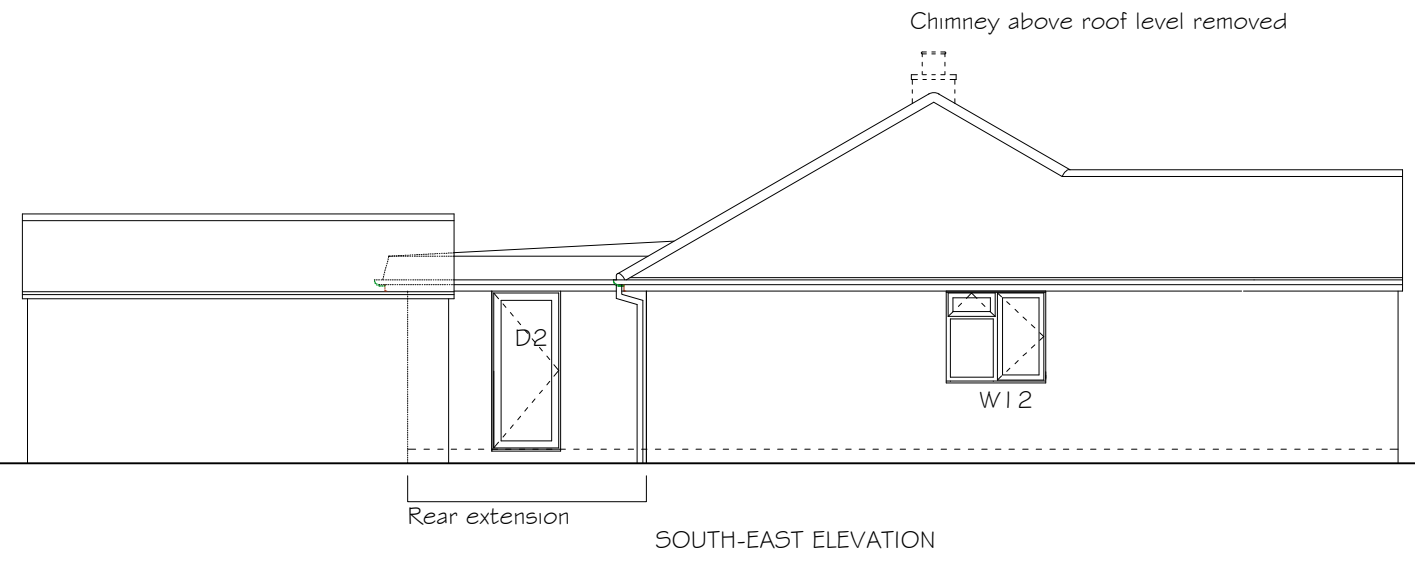 Chimney above roof level removed
D2
W12
Rear extension
SOUTH-EAST ELEVATION